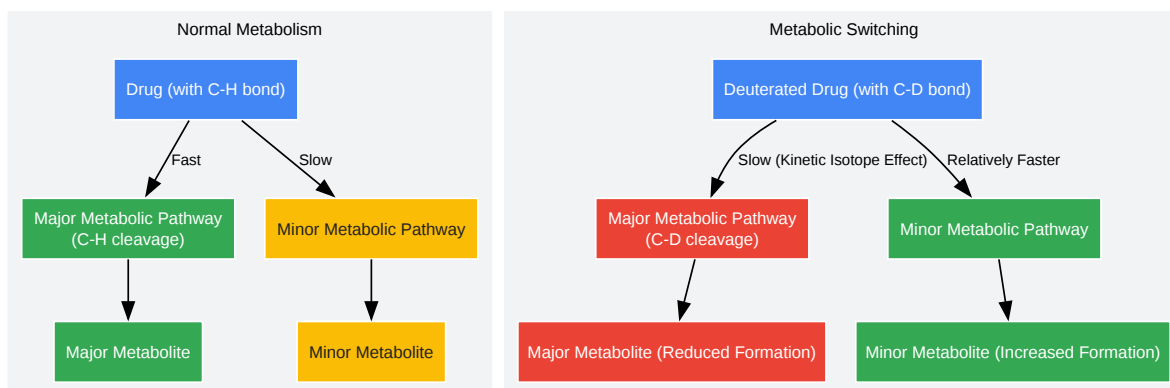 Normal Metabolism
Drug (with C-H bond)
Fast
Slow
Major Metabolic Pathway
(C-H cleavage)
Minor Metabolic Pathway
Major Metabolite
Minor Metabolite
Metabolic Switching
Deuterated Drug (with C-D bond)
Slow (Kinetic Isotope Effect)
Relatively Faster
Major Metabolic Pathway
(C-D cleavage)
Minor Metabolic Pathway
Major Metabolite (Reduced Formation)
Minor Metabolite (Increased Formation)